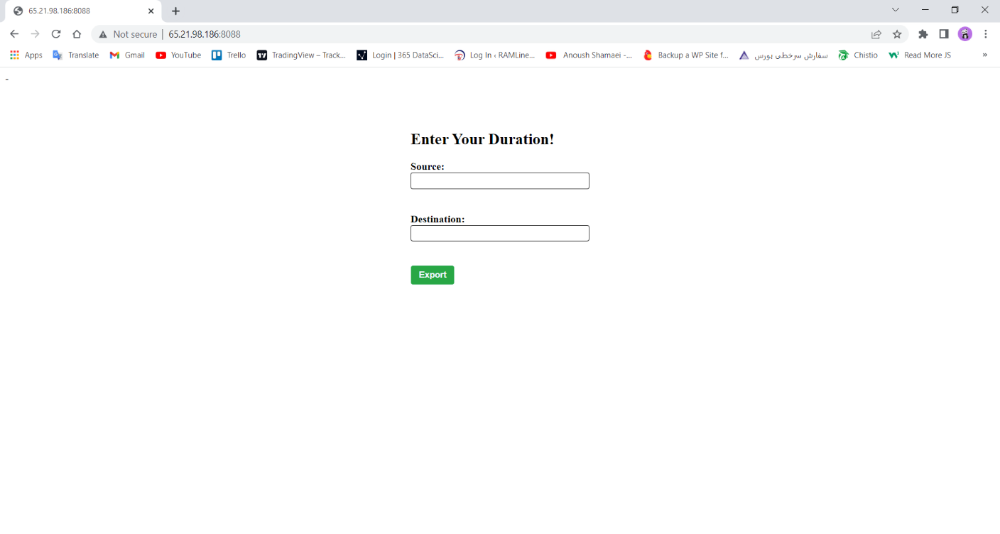 65.21.98.186:8088
Not secure | 65.21.98.186:8088
Apps Translate Gmail YouTube Trello TradingView – Track... Login | 365 DataSci... Log In ‹ RAMLine... Anoush Shamaei -... Backup a WP Site f... سفارش سرخطی بورس Chistio Read More JS »
-
Enter Your Duration!
Source:
Destination:
Export